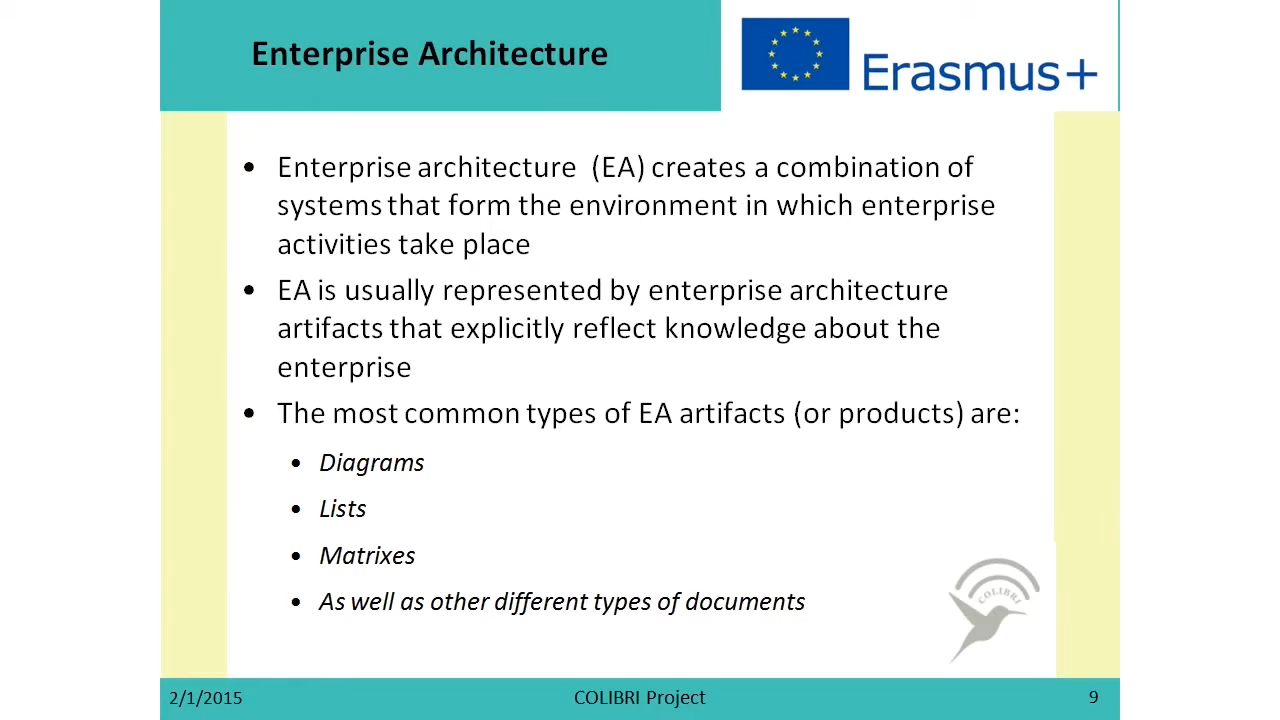 Enterprise Architecture
Erasmus+
• Enterprise architecture (EA) creates a combination of
systems that form the environment in which enterprise
activities take place
• EA is usually represented by enterprise architecture
artifacts that explicitly reflect knowledge about the
enterprise
• The most common types of EA artifacts (or products) are:
• Diagrams
• Lists
• Matrixes
• As well as other different types of documents
COLIBRI
2/1/2015
COLIBRI Project
9